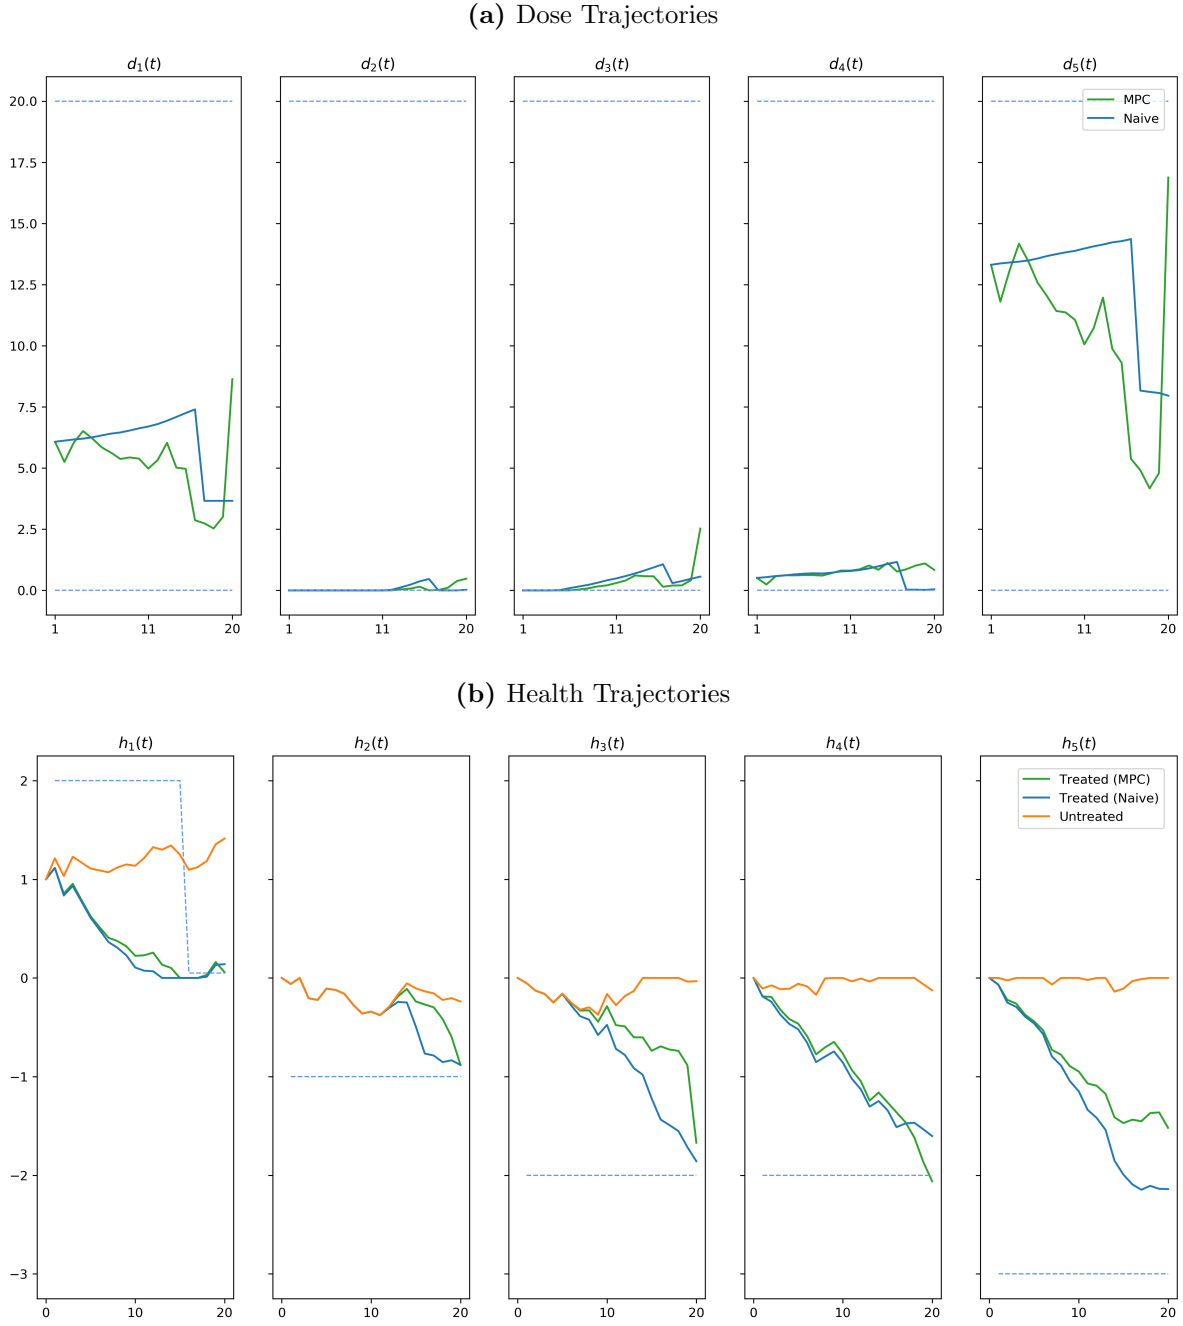 (a) Dose Trajectories
d₁(t) d₂(t) d₃(t) d₄(t) d₅(t)
20.0
17.5
15.0
12.5
10.0
7.5
5.0
2.5
0.0
MPC
Naive
1 11 20 1 11 20 1 11 20 1 11 20 1 11 20
(b) Health Trajectories
h₁(t) h₂(t) h₃(t) h₄(t) h₅(t)
2
1
0
−1
−2
−3
Treated (MPC)
Treated (Naive)
Untreated
0 10 20 0 10 20 0 10 20 0 10 20 0 10 20